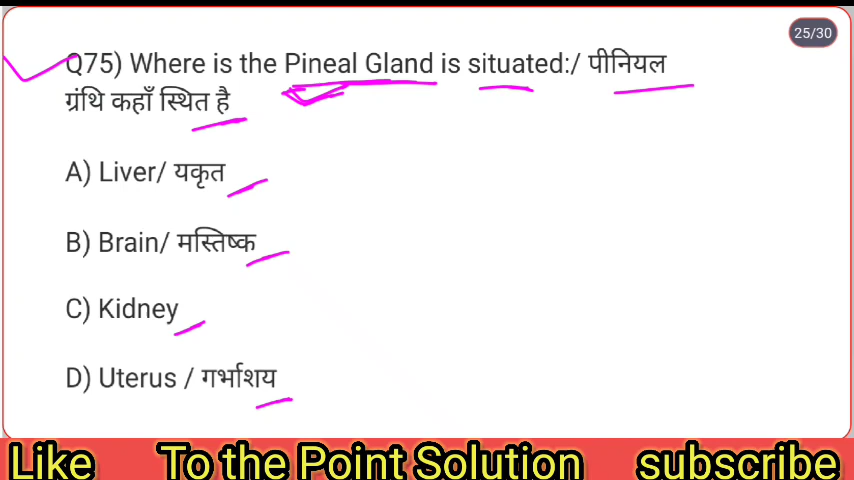 25/30
Q75) Where is the Pineal Gland is situated:/ पीनियल
ग्रंथि कहाँ स्थित है
A) Liver/ यकृत
B) Brain/ मस्तिष्क
C) Kidney
D) Uterus / गर्भाशय
Like To the Point Solution subscribe